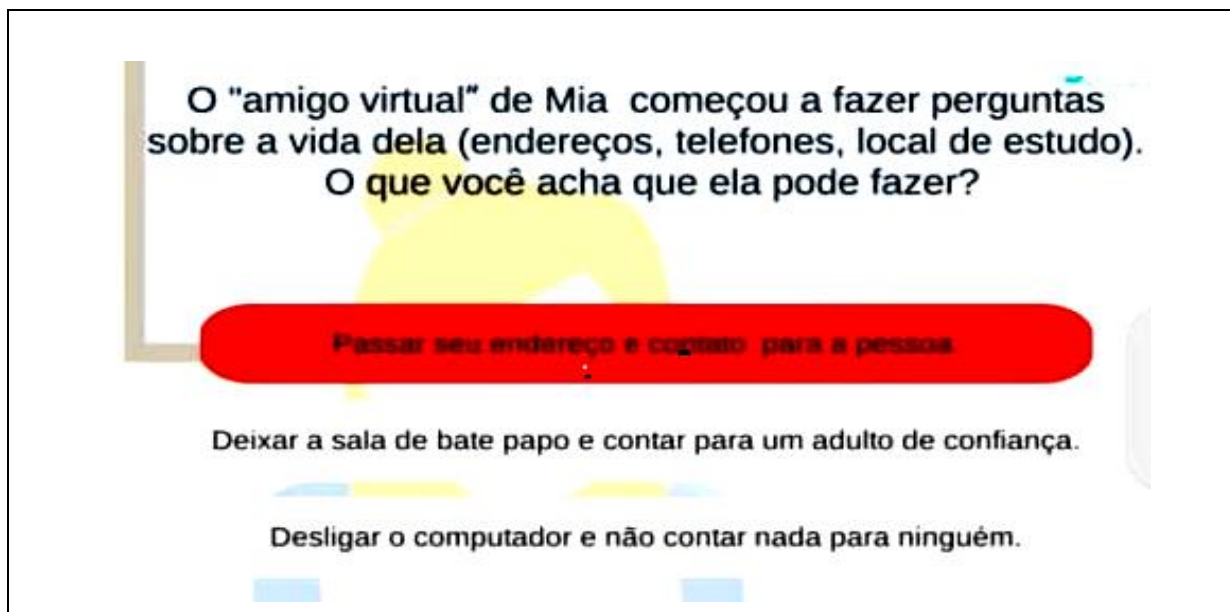 O "amigo virtual" de Mia começou a fazer perguntas
sobre a vida dela (endereços, telefones, local de estudo).
O que você acha que ela pode fazer?
Passar seu endereço e contato para a pessoa
Deixar a sala de bate papo e contar para um adulto de confiança.
Desligar o computador e não contar nada para ninguém.